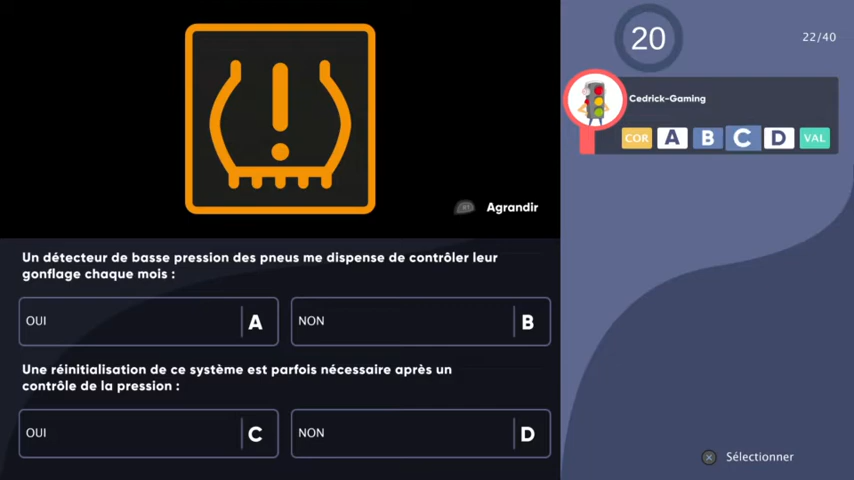 20
22/40
Cedrick-Gaming
COR A B C D VAL
Agrandir
Un détecteur de basse pression des pneus me dispense de contrôler leur
gonflage chaque mois :
OUI A
NON B
Une réinitialisation de ce système est parfois nécessaire après un
contrôle de la pression :
OUI C
NON D
Sélectionner